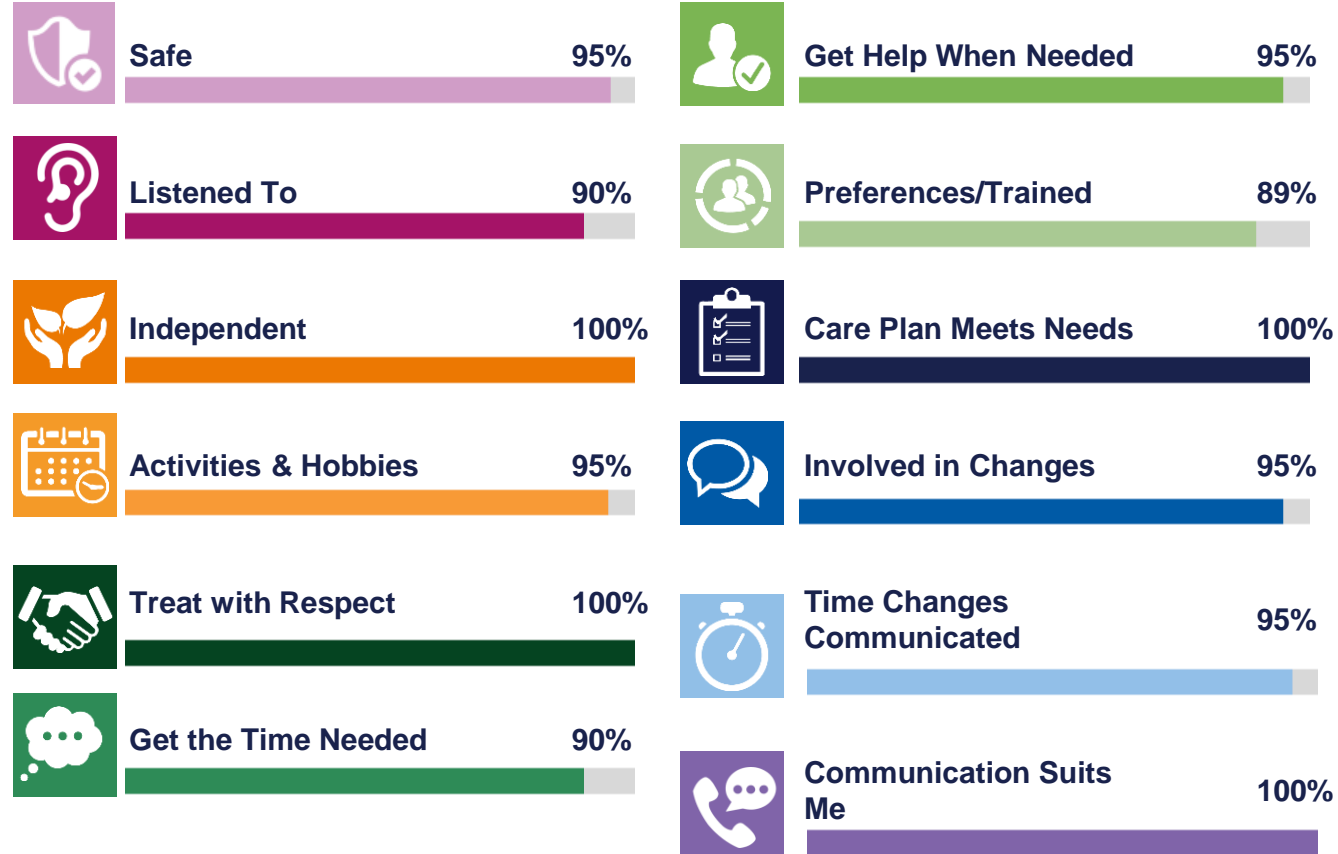 Safe 95%
Listened To 90%
Independent 100%
Activities & Hobbies 95%
Treat with Respect 100%
Get the Time Needed 90%
Get Help When Needed 95%
Preferences/Trained 89%
Care Plan Meets Needs 100%
Involved in Changes 95%
Time Changes
Communicated 95%
Communication Suits
Me 100%